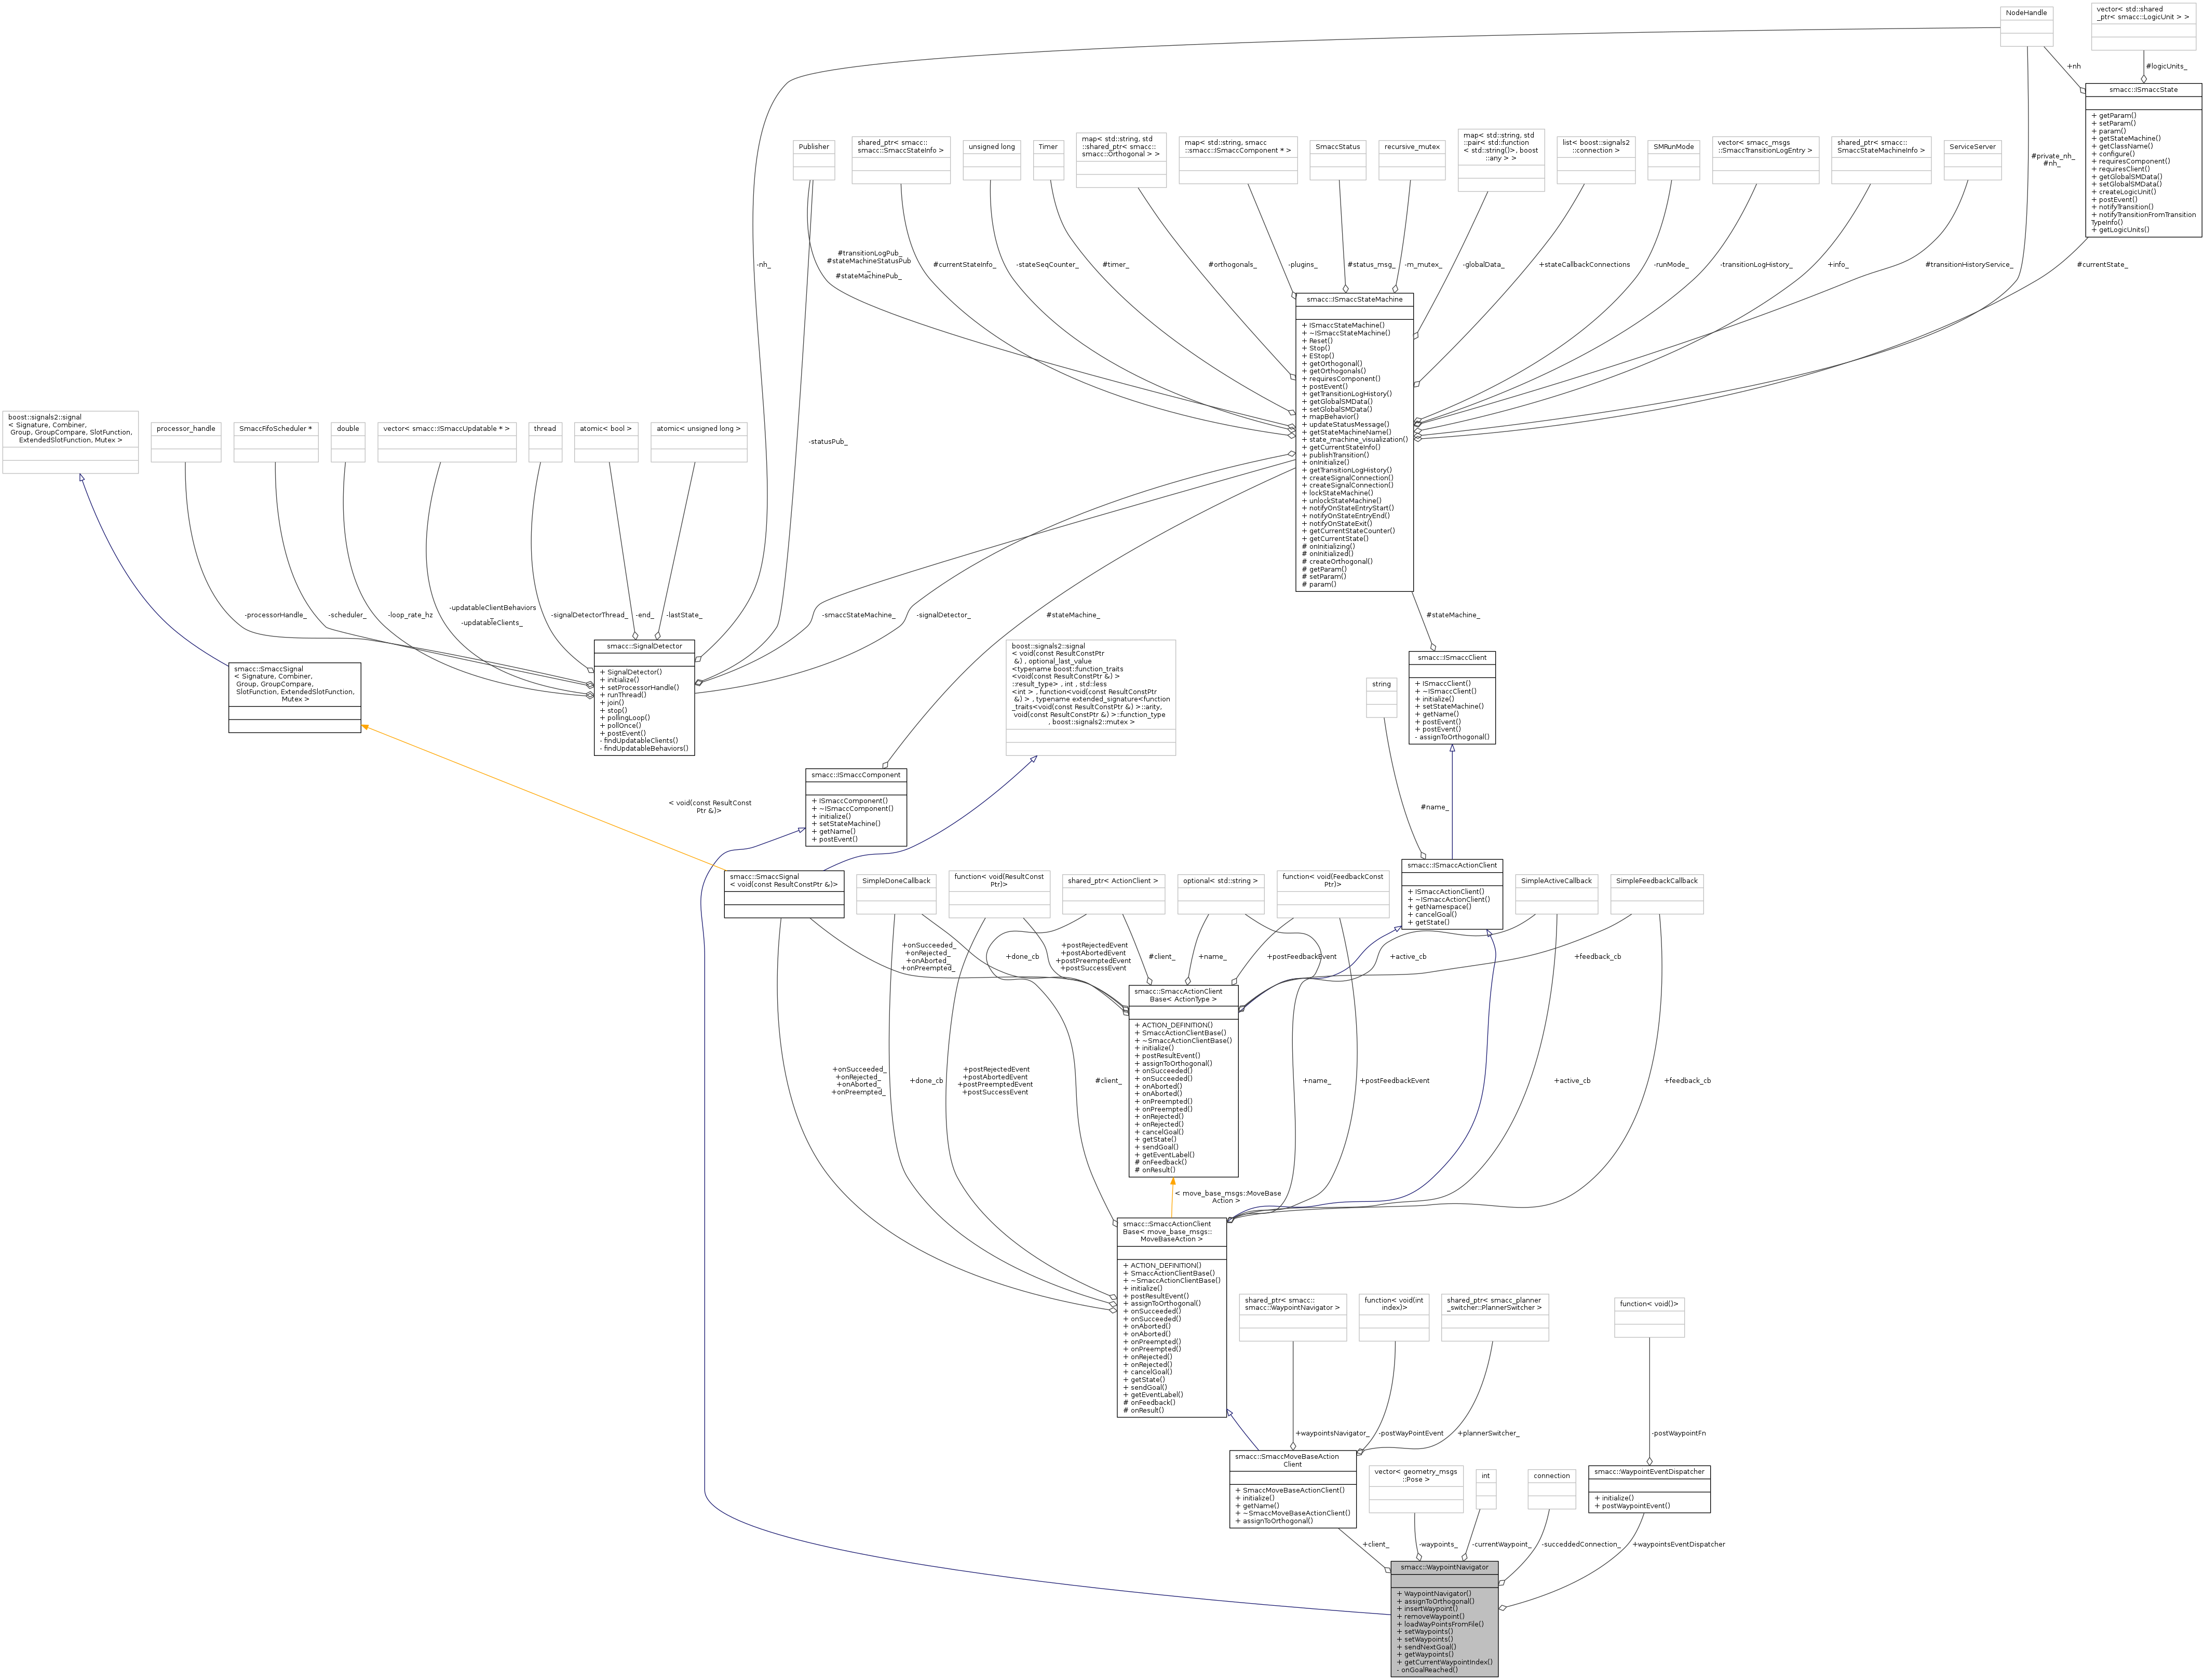 NodeHandle
vector< std::shared
_ptr< smacc::LogicUnit > >
+nh
#logicUnits_
smacc::ISmaccState
+ getParam()
+ setParam()
+ param()
+ getStateMachine()
+ getClassName()
+ configure()
+ requiresComponent()
+ requiresClient()
+ getGlobalSMData()
+ setGlobalSMData()
+ createLogicUnit()
+ postEvent()
+ notifyTransition()
+ notifyTransitionFromTransition
TypeInfo()
+ getLogicUnits()
#private_nh_
#nh_
Publisher
shared_ptr< smacc::
smacc::SmaccStateInfo >
unsigned long
Timer
map< std::string, std
::shared_ptr< smacc::
smacc::Orthogonal > >
map< std::string, smacc
::smacc::ISmaccComponent * >
SmaccStatus
recursive_mutex
map< std::string, std
::pair< std::function
< std::string()>, boost
::any > >
list< boost::signals2
::connection >
SMRunMode
vector< smacc_msgs
::SmaccTransitionLogEntry >
shared_ptr< smacc::
SmaccStateMachineInfo >
ServiceServer
-nh_
#transitionLogPub_
#stateMachineStatusPub
_
#stateMachinePub_
#currentStateInfo_
-stateSeqCounter_
#timer_
#orthogonals_
-plugins_
#status_msg_
-m_mutex_
-globalData_
+stateCallbackConnections
-runMode_
-transitionLogHistory_
+info_
#transitionHistoryService_
#currentState_
smacc::ISmaccStateMachine
+ ISmaccStateMachine()
+ ~ISmaccStateMachine()
+ Reset()
+ Stop()
+ EStop()
+ getOrthogonal()
+ getOrthogonals()
+ requiresComponent()
+ postEvent()
+ getTransitionLogHistory()
+ getGlobalSMData()
+ setGlobalSMData()
+ mapBehavior()
+ updateStatusMessage()
+ getStateMachineName()
+ state_machine_visualization()
+ getCurrentStateInfo()
+ publishTransition()
+ onInitialize()
+ getTransitionLogHistory()
+ createSignalConnection()
+ createSignalConnection()
+ lockStateMachine()
+ unlockStateMachine()
+ notifyOnStateEntryStart()
+ notifyOnStateEntryEnd()
+ notifyOnStateExit()
+ getCurrentStateCounter()
+ getCurrentState()
# onInitializing()
# onInitialized()
# createOrthogonal()
# getParam()
# setParam()
# param()
boost::signals2::signal
< Signature, Combiner,
Group, GroupCompare, SlotFunction,
ExtendedSlotFunction, Mutex >
processor_handle
SmaccFifoScheduler *
double
vector< smacc::ISmaccUpdatable * >
thread
atomic< bool >
atomic< unsigned long >
-statusPub_
-processorHandle_
-scheduler_
-loop_rate_hz
-updatableClientBehaviors
_
-updatableClients_
-signalDetectorThread_
-end_
-lastState_
-smaccStateMachine_
-signalDetector_
#stateMachine_
#stateMachine_
smacc::SmaccSignal
< Signature, Combiner,
Group, GroupCompare,
SlotFunction, ExtendedSlotFunction,
Mutex >
smacc::SignalDetector
+ SignalDetector()
+ initialize()
+ setProcessorHandle()
+ runThread()
+ join()
+ stop()
+ pollingLoop()
+ pollOnce()
+ postEvent()
- findUpdatableClients()
- findUpdatableBehaviors()
boost::signals2::signal
< void(const ResultConstPtr
&) , optional_last_value
<typename boost::function_traits
<void(const ResultConstPtr &) >
::result_type> , int , std::less
<int > , function<void(const ResultConstPtr
&) > , typename extended_signature<function
_traits<void(const ResultConstPtr &) >::arity,
void(const ResultConstPtr &) >::function_type
, boost::signals2::mutex >
string
smacc::ISmaccClient
+ ISmaccClient()
+ ~ISmaccClient()
+ initialize()
+ setStateMachine()
+ getName()
+ postEvent()
+ postEvent()
- assignToOrthogonal()
< void(const ResultConst
Ptr &)>
smacc::ISmaccComponent
+ ISmaccComponent()
+ ~ISmaccComponent()
+ initialize()
+ setStateMachine()
+ getName()
+ postEvent()
#name_
smacc::SmaccSignal
< void(const ResultConstPtr &)>
SimpleDoneCallback
function< void(ResultConst
Ptr)>
shared_ptr< ActionClient >
optional< std::string >
function< void(FeedbackConst
Ptr)>
smacc::ISmaccActionClient
+ ISmaccActionClient()
+ ~ISmaccActionClient()
+ getNamespace()
+ cancelGoal()
+ getState()
SimpleActiveCallback
SimpleFeedbackCallback
+onSucceeded_
+onRejected_
+onAborted_
+onPreempted_
+done_cb
+postRejectedEvent
+postAbortedEvent
+postPreemptedEvent
+postSuccessEvent
#client_
+name_
+postFeedbackEvent
+active_cb
+feedback_cb
smacc::SmaccActionClient
Base< ActionType >
+ ACTION_DEFINITION()
+ SmaccActionClientBase()
+ ~SmaccActionClientBase()
+ initialize()
+ postResultEvent()
+ assignToOrthogonal()
+ onSucceeded()
+ onSucceeded()
+ onAborted()
+ onAborted()
+ onPreempted()
+ onPreempted()
+ onRejected()
+ onRejected()
+ cancelGoal()
+ getState()
+ sendGoal()
+ getEventLabel()
# onFeedback()
# onResult()
+onSucceeded_
+onRejected_
+onAborted_
+onPreempted_
+done_cb
+postRejectedEvent
+postAbortedEvent
+postPreemptedEvent
+postSuccessEvent
#client_
+name_
+postFeedbackEvent
+active_cb
+feedback_cb
< move_base_msgs::MoveBase
Action >
smacc::SmaccActionClient
Base< move_base_msgs::
MoveBaseAction >
+ ACTION_DEFINITION()
+ SmaccActionClientBase()
+ ~SmaccActionClientBase()
+ initialize()
+ postResultEvent()
+ assignToOrthogonal()
+ onSucceeded()
+ onSucceeded()
+ onAborted()
+ onAborted()
+ onPreempted()
+ onPreempted()
+ onRejected()
+ onRejected()
+ cancelGoal()
+ getState()
+ sendGoal()
+ getEventLabel()
# onFeedback()
# onResult()
shared_ptr< smacc::
smacc::WaypointNavigator >
function< void(int
index)>
shared_ptr< smacc_planner
_switcher::PlannerSwitcher >
function< void()>
+waypointsNavigator_
-postWayPointEvent
+plannerSwitcher_
-postWaypointFn
smacc::SmaccMoveBaseAction
Client
+ SmaccMoveBaseActionClient()
+ initialize()
+ getName()
+ ~SmaccMoveBaseActionClient()
+ assignToOrthogonal()
vector< geometry_msgs
::Pose >
int
connection
smacc::WaypointEventDispatcher
+ initialize()
+ postWaypointEvent()
+client_
-waypoints_
-currentWaypoint_
-succeddedConnection_
+waypointsEventDispatcher
smacc::WaypointNavigator
+ WaypointNavigator()
+ assignToOrthogonal()
+ insertWaypoint()
+ removeWaypoint()
+ loadWayPointsFromFile()
+ setWaypoints()
+ setWaypoints()
+ sendNextGoal()
+ getWaypoints()
+ getCurrentWaypointIndex()
- onGoalReached()